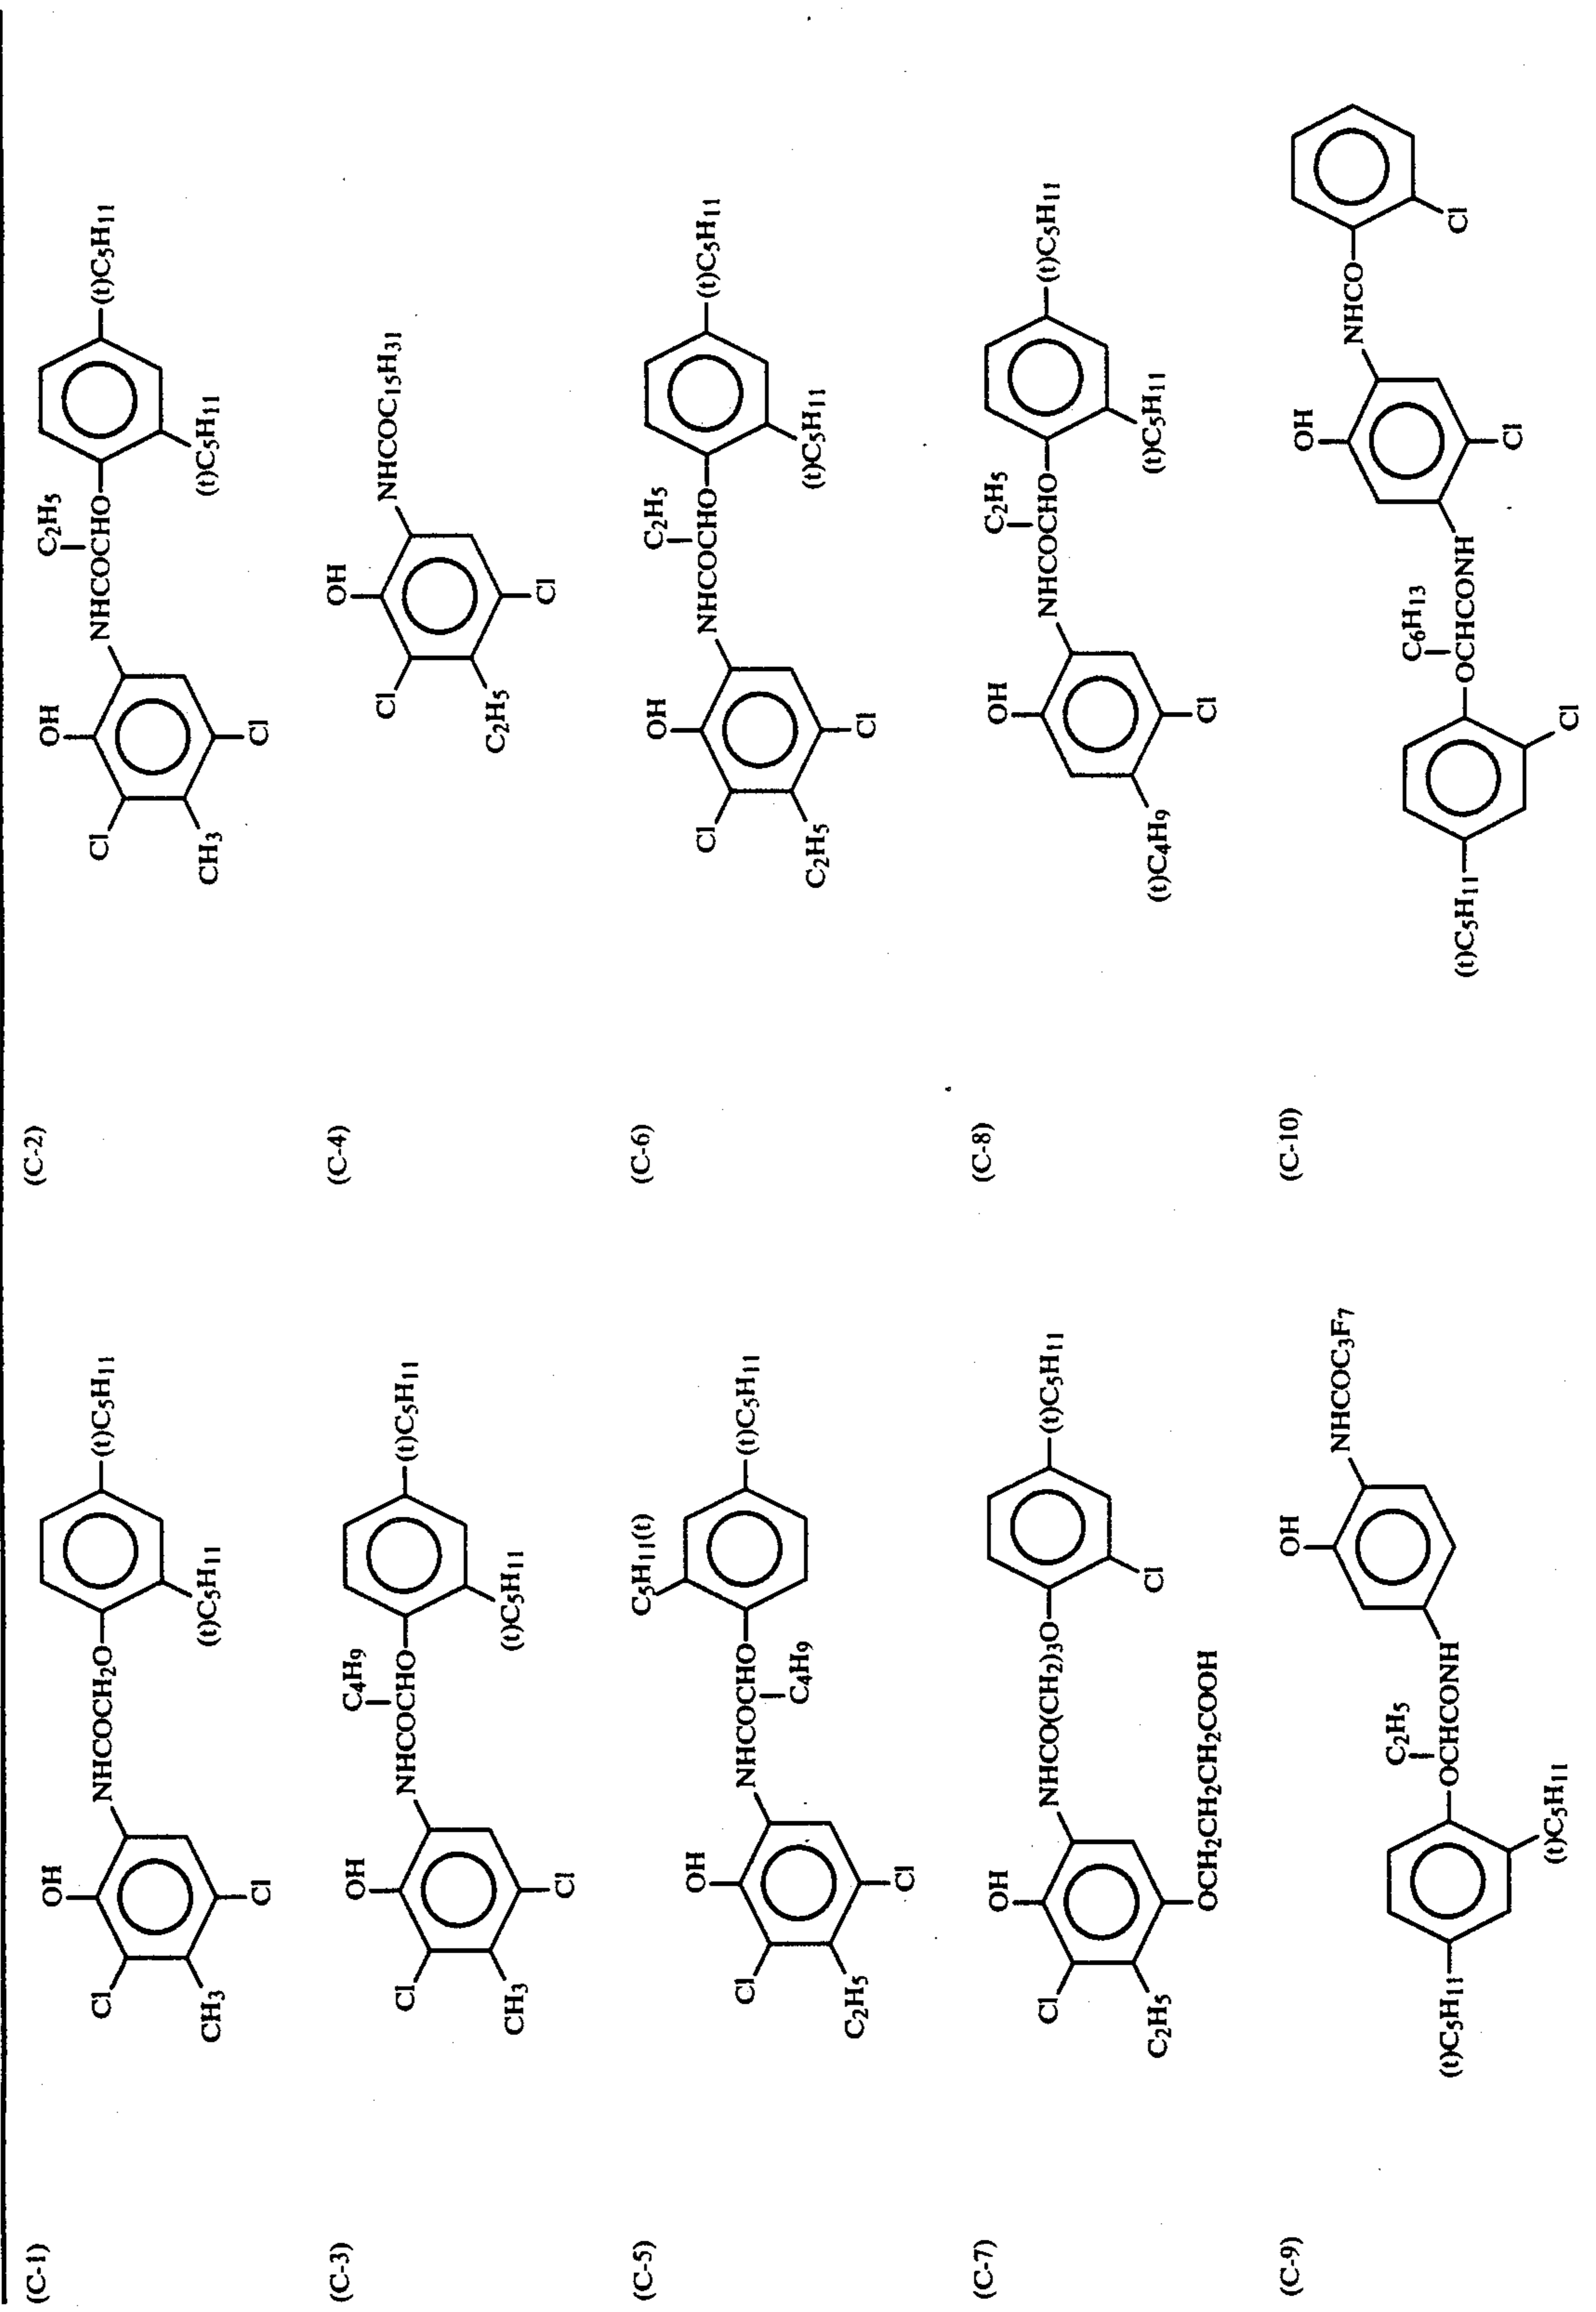 (C-1)
OH
NHCOCH2O
(t)C5H11
(t)C5H11
Cl
CH3
Cl
(C-2)
OH
C2H5
NHCOCHO
(t)C5H11
(t)C5H11
Cl
CH3
Cl
(C-3)
OH
C4H9
NHCOCHO
(t)C5H11
(t)C5H11
Cl
CH3
Cl
(C-4)
OH
NHCOC15H31
Cl
C2H5
Cl
(C-5)
OH
C5H11(t)
NHCOCHO
(t)C5H11
C4H9
Cl
C2H5
Cl
(C-6)
OH
C2H5
NHCOCHO
(t)C5H11
(t)C5H11
Cl
C2H5
Cl
(C-7)
OH
NHCO(CH2)3O
(t)C5H11
Cl
Cl
C2H5
OCH2CH2CH2COOH
(C-8)
OH
C2H5
NHCOCHO
(t)C5H11
(t)C5H11
(t)C4H9
Cl
(C-9)
OH
NHCOC3F7
C2H5
OCHCONH
(t)C5H11
(t)C5H11
(C-10)
OH
NHCO
Cl
C6H13
OCHCONH
Cl
(t)C5H11
Cl